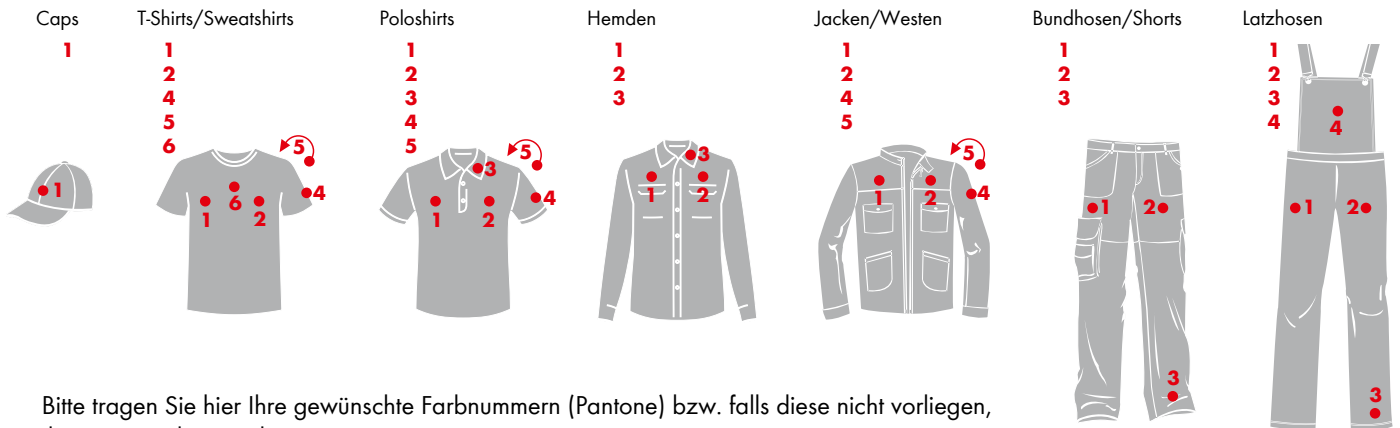 Caps T-Shirts/Sweatshirts Poloshirts Hemden Jacken/Westen Bundhosen/Shorts Latzhosen
1 1 1 1 1 1 1
2 2 2 2 2 2
4 3 3 4 3 3
5 4 5 4
6 5
5 3 5 3 5 4
1 1 6 2 4 1 2 4 1 2 1 2 4 1 2 1 2
3 3
Bitte tragen Sie hier Ihre gewünschte Farbnummern (Pantone) bzw. falls diese nicht vorliegen,